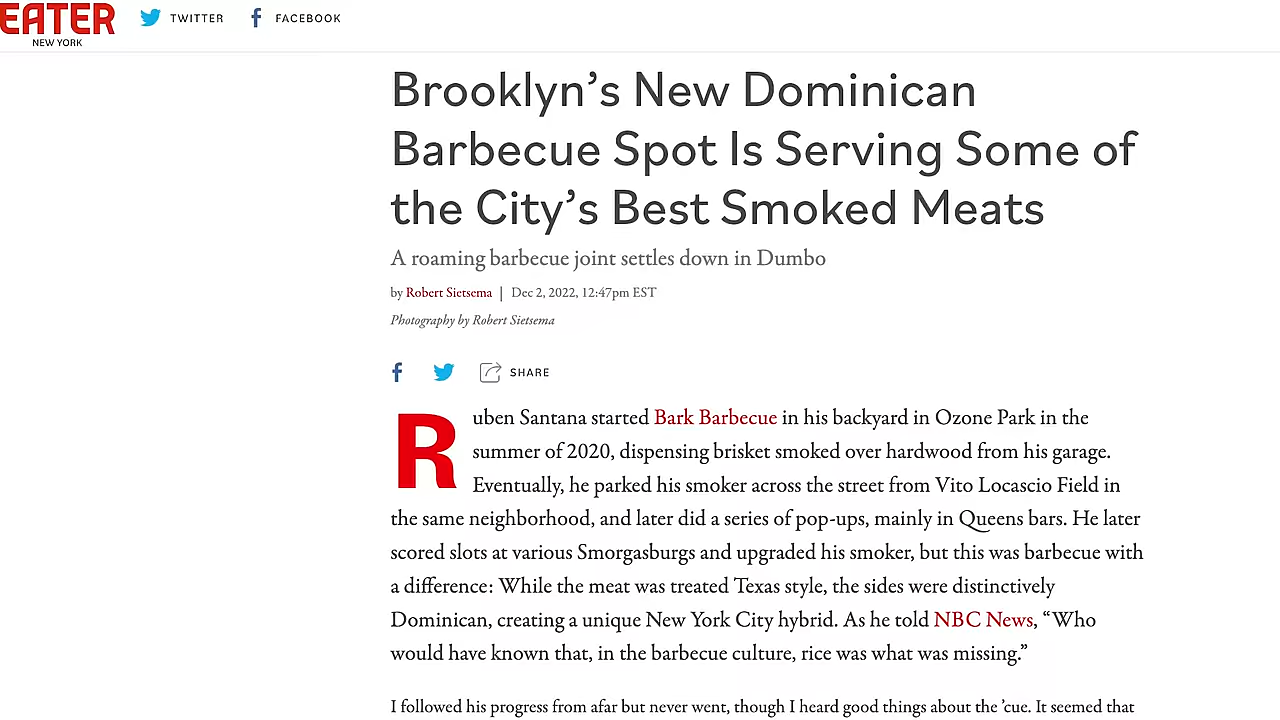 EATER
NEW YORK
TWITTER
FACEBOOK
Brooklyn’s New Dominican
Barbecue Spot Is Serving Some of
the City’s Best Smoked Meats
A roaming barbecue joint settles down in Dumbo
by Robert Sietsema | Dec 2, 2022, 12:47pm EST
Photography by Robert Sietsema
SHARE
Ruben Santana started Bark Barbecue in his backyard in Ozone Park in the
summer of 2020, dispensing brisket smoked over hardwood from his garage.
Eventually, he parked his smoker across the street from Vito Locascio Field in
the same neighborhood, and later did a series of pop-ups, mainly in Queens bars. He later
scored slots at various Smorgasburgs and upgraded his smoker, but this was barbecue with
a difference: While the meat was treated Texas style, the sides were distinctively
Dominican, creating a unique New York City hybrid. As he told NBC News, “Who
would have known that, in the barbecue culture, rice was what was missing.”
I followed his progress from afar but never went, though I heard good things about the ’cue. It seemed that